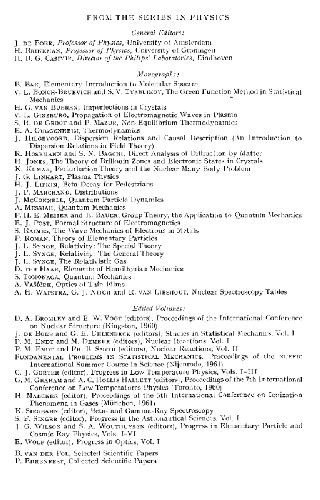 FROM THE SERIES IN PHYSICS
General Editors:
J. DE BOER, Professor of Physics, University of Amsterdam
H. BRINKMAN, Professor of Physics, University of Groningen
H. B. G. CASIMIR, Director of the Philips' Laboratories, Eindhoven
Monographs:
B. BAK, Elementary Introduction to Molecular Spectra
V. L. BONCH-BRUEVICH and S. V. TYABLIKOV, The Green Function Method in Statistical
Mechanics
H. G. VAN BUEREN, Imperfections in Crystals
V. L. GINZBURG, Propagation of Electromagnetic Waves in Plasma
S. R. DE GROOT and P. MAZUR, Non-Equilibrium Thermodynamics
E. A. GUGGENHEIM, Thermodynamics
J. HILGEVOORD, Dispersion Relations and Causal Description (An Introduction to
Dispersion Relations in Field Theory)
R. HOSEMANN and S. N. BAGCHI, Direct Analysis of Diffraction by Matter
H. JONES, The Theory of Brillouin Zones and Electronic States in Crystals
K. KUMAR, Perturbation Theory and the Nuclear Many Body Problem
J. G. LINHART, Plasma Physics
H. J. LIPKIN, Beta Decay for Pedestrians
J. P. MARCHAND, Distributions
J. MCCONNELL, Quantum Particle Dynamics
A. MESSIAH, Quantum Mechanics
P. H. E. MEIJER and E. BAUER, Group Theory, the Application to Quantum Mechanics
E. J. POST, Formal Structure of Electromagnetics
S. RAIMES, The Wave Mechanics of Electrons in Metals
P. ROMAN, Theory of Elementary Particles
J. L. SYNGE, Relativity: The Special Theory
J. L. SYNGE, Relativity: The General Theory
J. L. SYNGE, The Relativistic Gas
D. TER HAAR, Elements of Hamiltonian Mechanics
S. TOMONAGA, Quantum Mechanics
A. VAŠÍČEK, Optics of Thin Films
A. H. WAPSTRA, G. J. NIJGH and R. VAN LIESHOUT, Nuclear Spectroscopy Tables
Edited Volumes:
D. A. BROMLEY and E. W. VOGT (editors), Proceedings of the International Conference
on Nuclear Structure (Kingston, 1960)
J. DE BOER and G. E. UHLENBECK (editors), Studies in Statistical Mechanics, Vol. I
P. M. ENDT and M. DEMEUR (editors), Nuclear Reactions, Vol. I
P. M. ENDT and P. B. SMITH (editors), Nuclear Reactions, Vol. II
FUNDAMENTAL PROBLEMS IN STATISTICAL MECHANICS, Proceedings of the NUFFIC
International Summer Course in Science (Nijenrode, 1961)
C. J. GORTER (editor), Progress in Low Temperature Physics, Vols. I–III
G. M. GRAHAM and A. C. HOLLIS HALLETT (editors), Proceedings of the 7th International
Conference on Low Temperature Physics (Toronto, 1960)
H. MAECKER (editor), Proceedings of the 5th International Conference on Ionization
Phenomena in Gases (München, 1961)
K. SIEGBAHN (editor), Beta- and Gamma-Ray Spectroscopy
R. J. SEEGER (editor), Progress in the Astronautical Sciences, Vol. I
J. G. WILSON and S. A. WOUTHUYSEN (editors), Progress in Elementary Particle and
Cosmic Ray Physics, Vols. I–VI
E. WOLF (editor), Progress in Optics, Vol. I
B. VAN DER POL, Selected Scientific Papers
P. EHRENFEST, Collected Scientific Papers